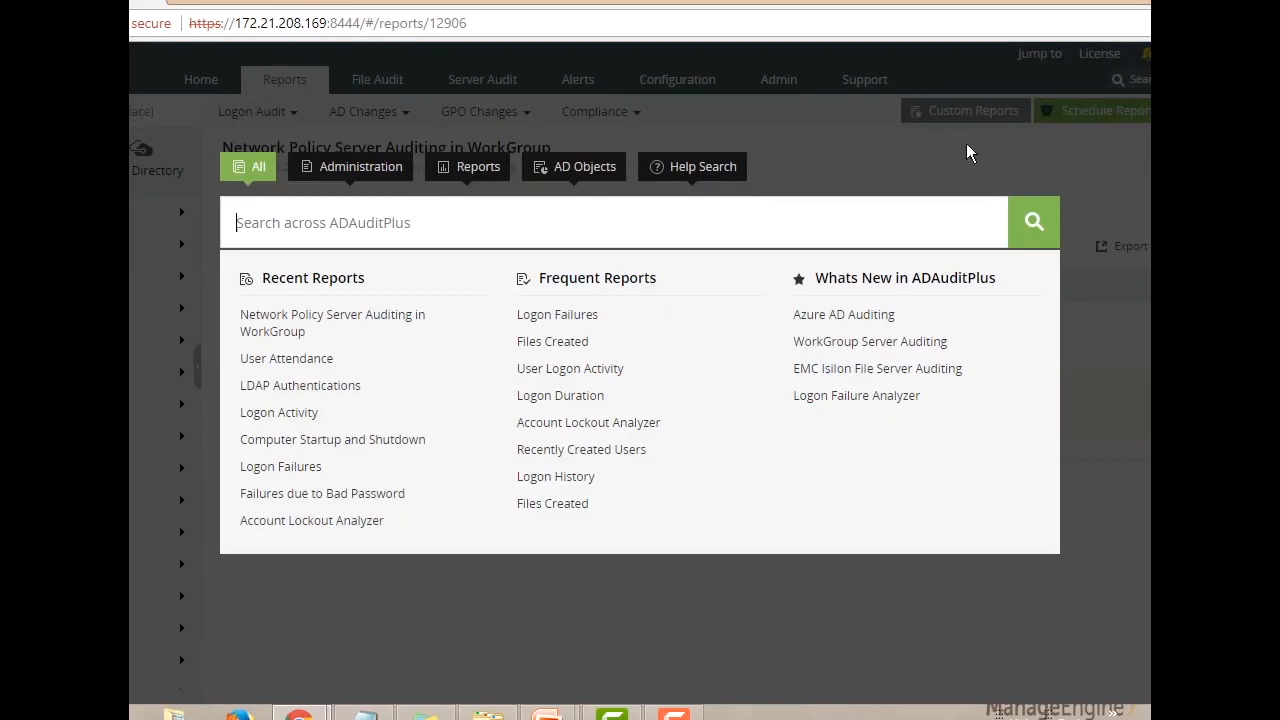 secure https://172.21.208.169:8444/#/reports/12906
Jump to License
Home Reports File Audit Server Audit Alerts Configuration Admin Support
Logon Audit AD Changes GPO Changes Compliance Custom Reports Schedule Repor
Directory
Network Policy Server Auditing in WorkGroup
All Administration Reports AD Objects Help Search
Search across ADAuditPlus
Export
Recent Reports
Network Policy Server Auditing in
WorkGroup
User Attendance
LDAP Authentications
Logon Activity
Computer Startup and Shutdown
Logon Failures
Failures due to Bad Password
Account Lockout Analyzer
Frequent Reports
Logon Failures
Files Created
User Logon Activity
Logon Duration
Account Lockout Analyzer
Recently Created Users
Logon History
Files Created
Whats New in ADAuditPlus
Azure AD Auditing
WorkGroup Server Auditing
EMC Isilon File Server Auditing
Logon Failure Analyzer
ManageEngine